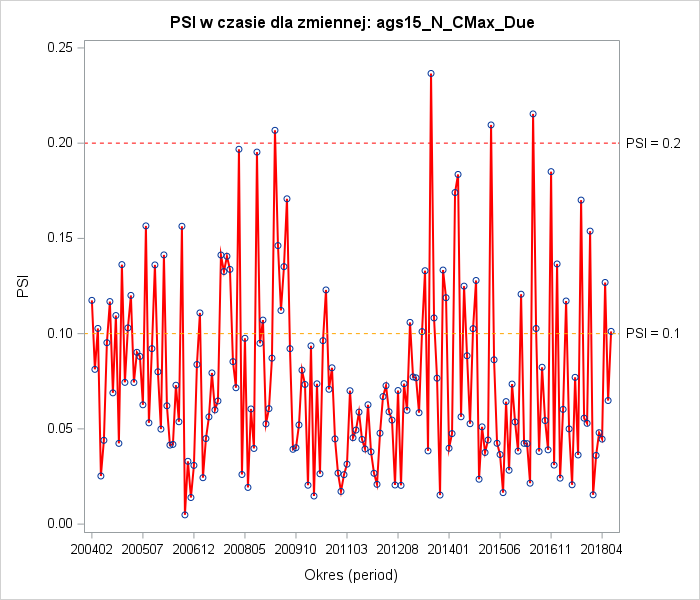 PSI w czasie dla zmiennej: ags15_N_CMax_Due
0.25
0.20
0.15
0.10
0.05
0.00
PSI
PSI = 0.2
PSI = 0.1
200402 200507 200612 200805 200910 201103 201208 201401 201506 201611 201804
Okres (period)